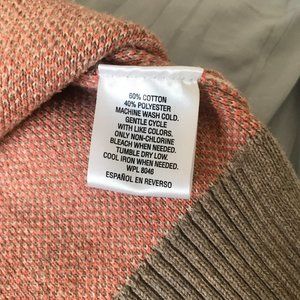 60% COTTON
40% POLYESTER
MACHINE WASH COLD.
GENTLE CYCLE
WITH LIKE COLORS.
ONLY NON-CHLORINE
BLEACH WHEN NEEDED.
TUMBLE DRY LOW.
COOL IRON WHEN NEEDED.
WPL 8046
ESPAÑOL EN REVERSO